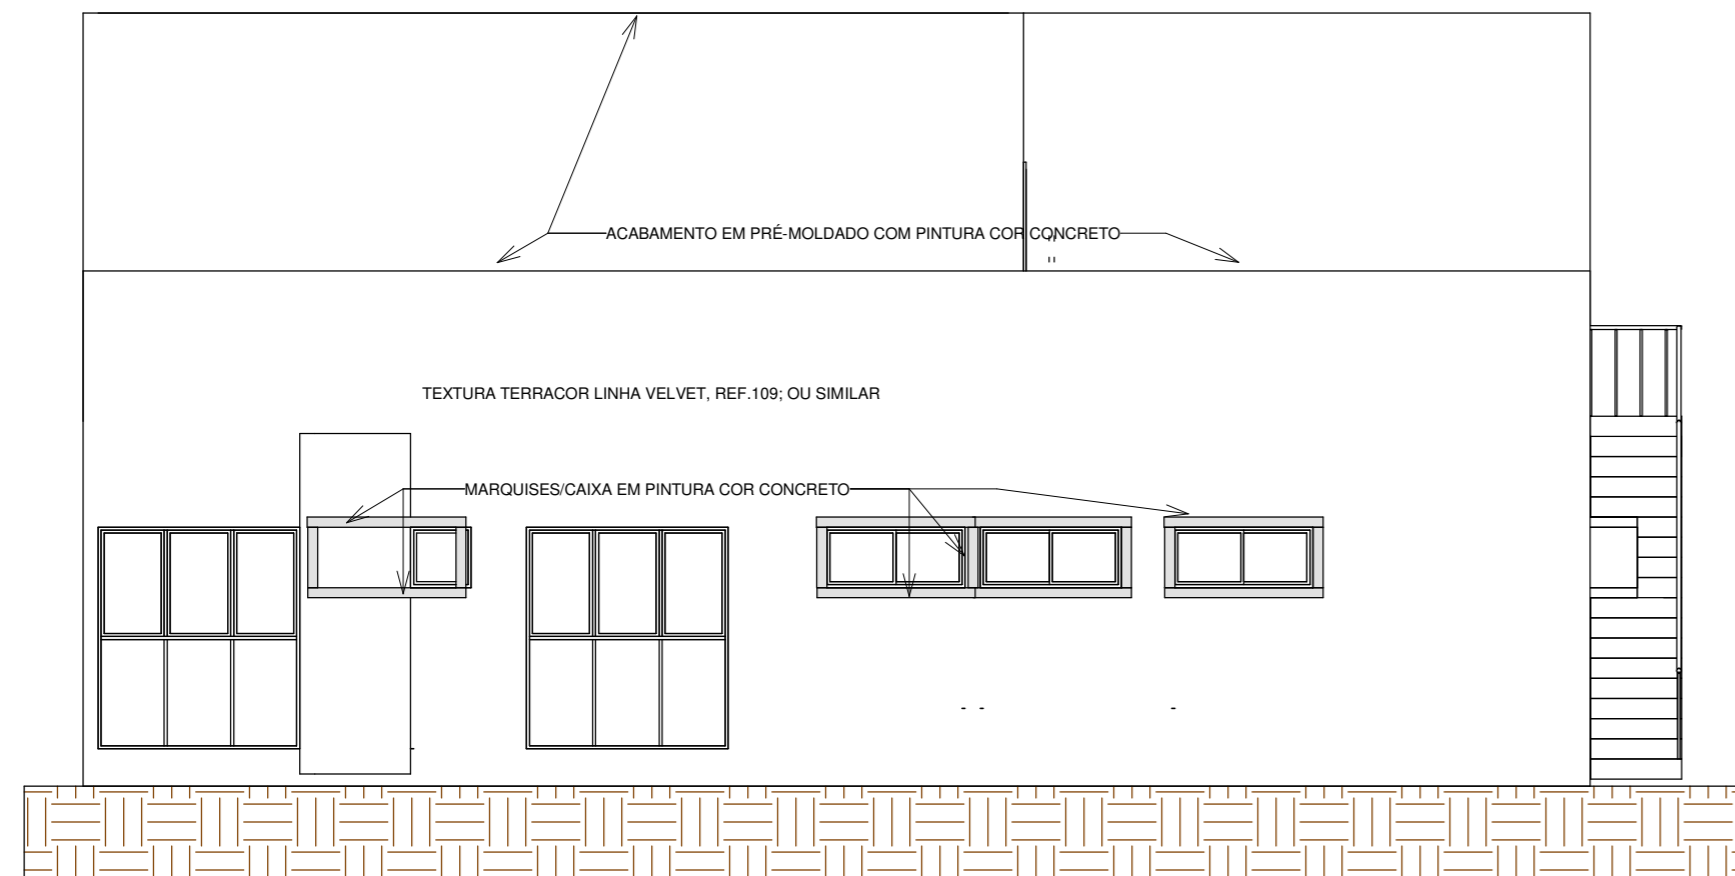 ACABAMENTO EM PRÉ-MOLDADO COM PINTURA COR CONCRETO
TEXTURA TERRACOR LINHA VELVET, REF.109; OU SIMILAR
MARQUISES/CAIXA EM PINTURA COR CONCRETO